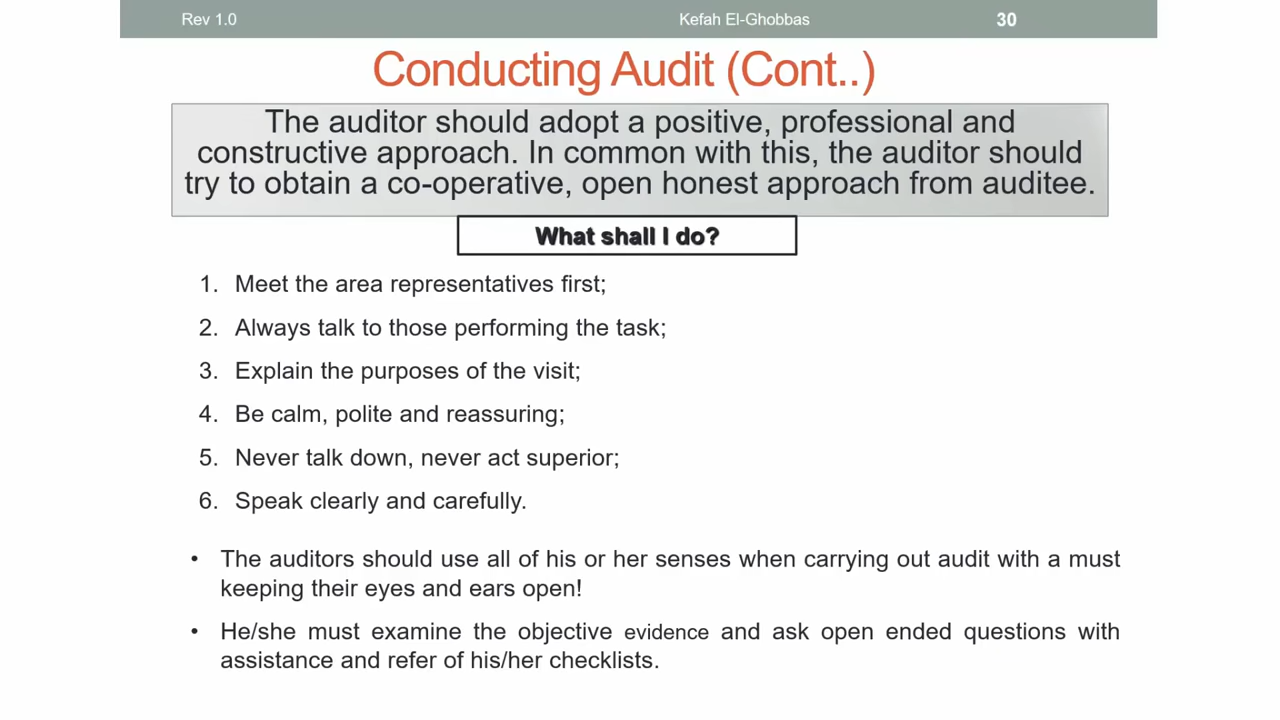 Rev 1.0
Kefah El-Ghobbas
30
Conducting Audit (Cont..)
The auditor should adopt a positive, professional and
constructive approach. In common with this, the auditor should
try to obtain a co-operative, open honest approach from auditee.
What shall I do?
1. Meet the area representatives first;
2. Always talk to those performing the task;
3. Explain the purposes of the visit;
4. Be calm, polite and reassuring;
5. Never talk down, never act superior;
6. Speak clearly and carefully.
• The auditors should use all of his or her senses when carrying out audit with a must
keeping their eyes and ears open!
• He/she must examine the objective evidence and ask open ended questions with
assistance and refer of his/her checklists.